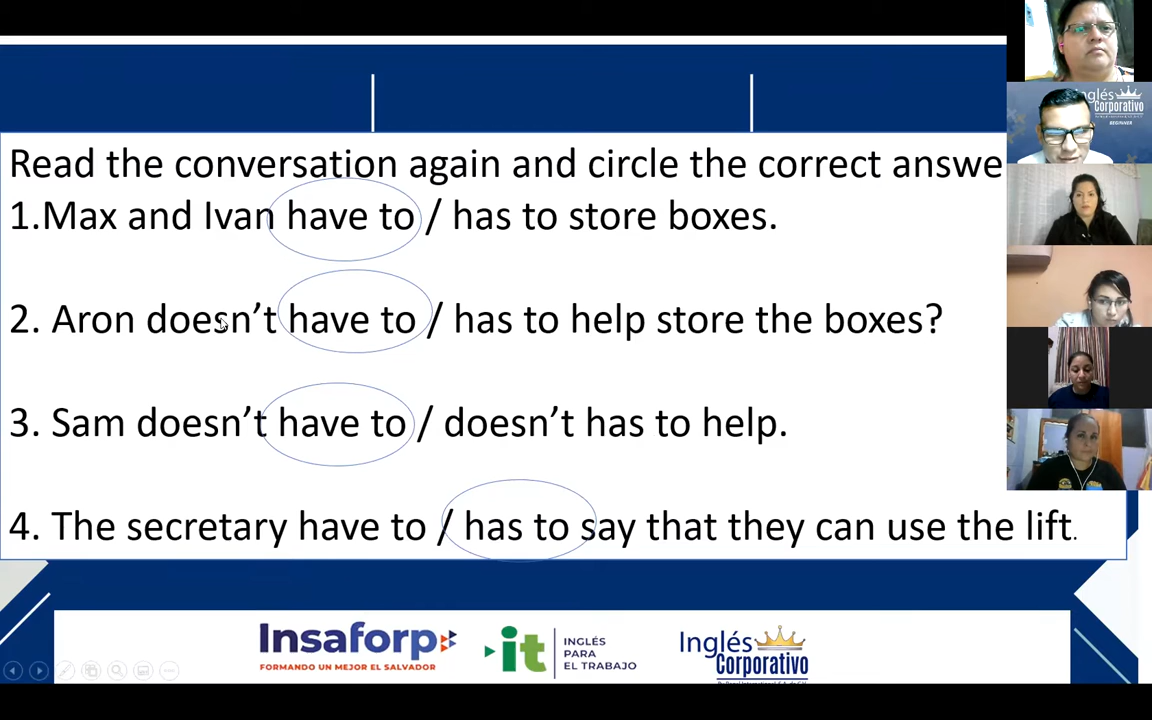 Read the conversation again and circle the correct answe
1.Max and Ivan have to / has to store boxes.
2. Aron doesn't have to / has to help store the boxes?
3. Sam doesn't have to / doesn't has to help.
4. The secretary have to / has to say that they can use the lift.
Insaforp
FORMANDO UN MEJOR EL SALVADOR
it
INGLÉS
PARA
EL TRABAJO
Inglés
Corporativo
nglés
Corporativo
BEGINNER